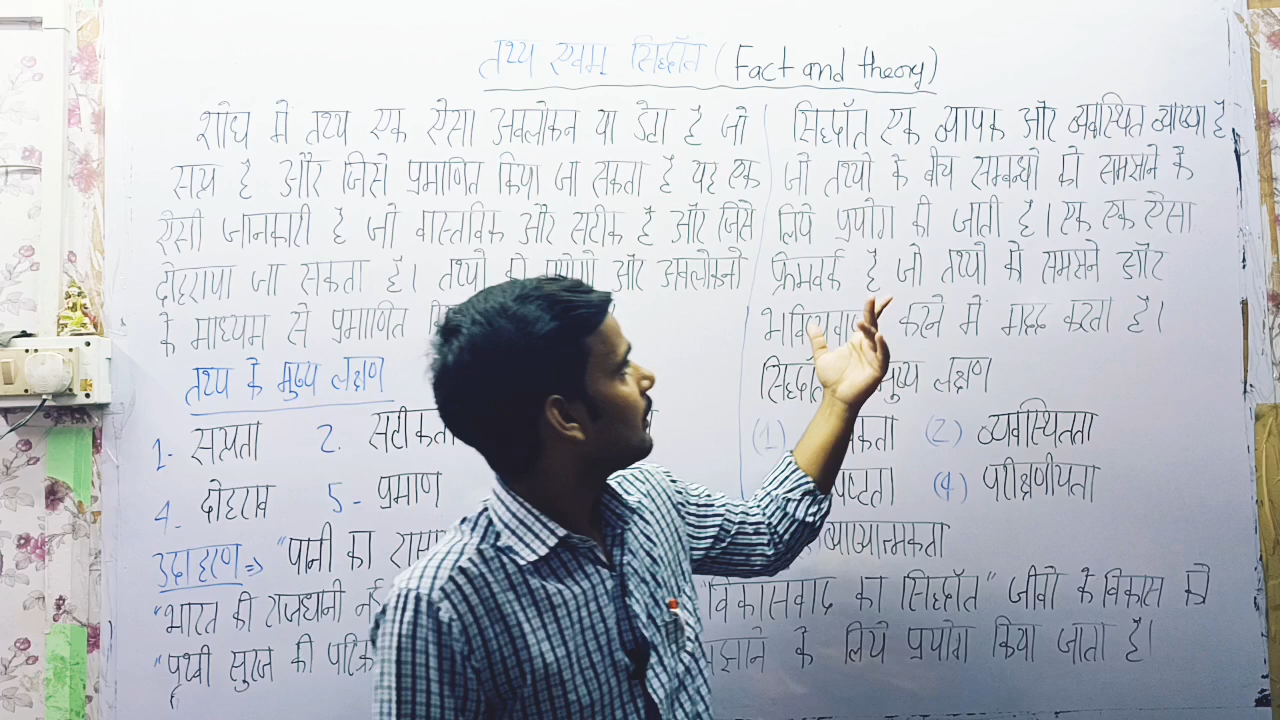 तथ्य एवम् सिद्धाँत (Fact and theory)
शोध में तथ्य एक ऐसा अवलोकन या डेटा है जो
सत्य है और जिसे प्रमाणित किया जा सकता है यह एक
ऐसी जानकारी है जो वास्तविक और सटीक है और जिसे
दोहराया जा सकता है। तथ्यों को प्रयोगो और अवलोकनो
के माध्यम से प्रमाणित
तथ्य के मुख्य लक्षण
1- सत्यता 2. सटीकता
4- दोहराव 5- प्रमाण
उदाहरण⇒ "पानी का
"भारत की राजधानी
"पृथ्वी सुरज की
सिद्धाँत एक व्यापक और व्यवस्थित व्याख्या है,
जो तथ्यो के बीच सम्बन्धो को समझाने के
लिये प्रयोग की जाती है। एक एक ऐसा
फ्रेमवर्क है जो तथ्यों को समझने और
करने में मदद करता है।
मुख्य लक्षण
(1) (2) व्यवस्थितता
(4) परीक्षणीयता
व्याख्यात्मकता
"विकासवाद का सिद्धाँत" जीवो के विकास को
के लिये प्रयोग किया जाता है।